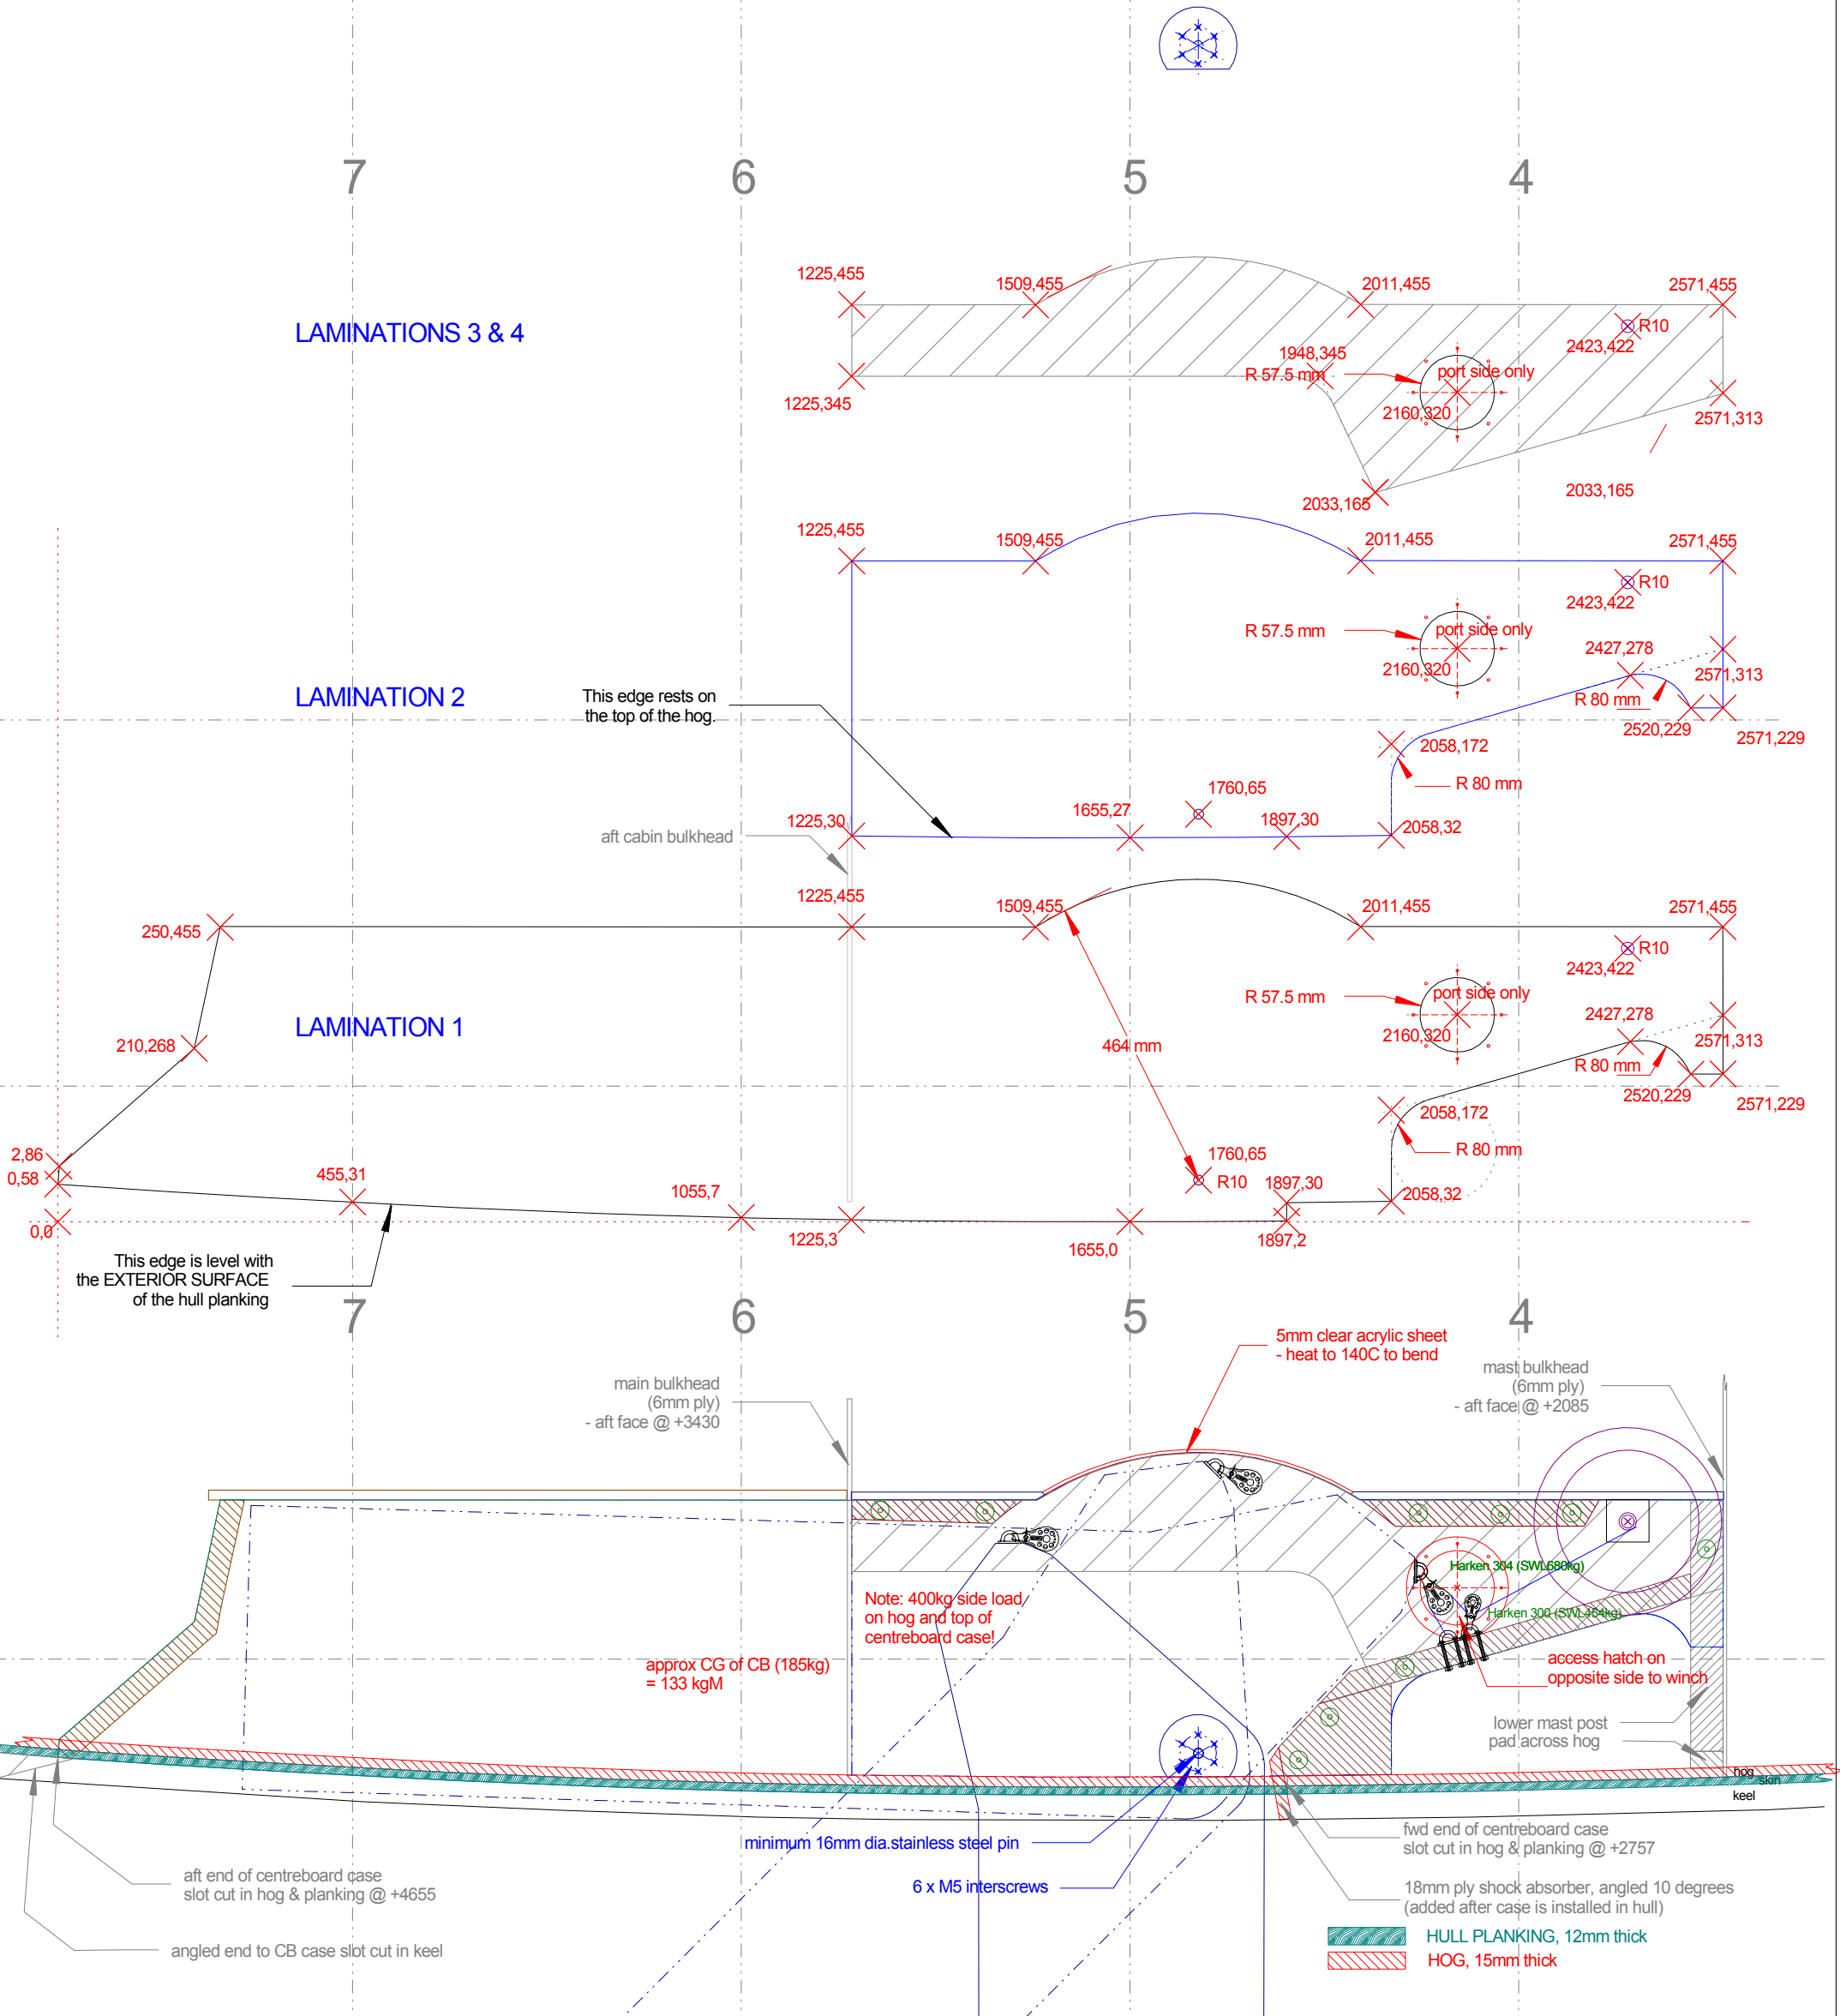 7
6
5
4
1225,455
1509,455
2011,455
2571,455
LAMINATIONS 3 & 4
R10
2423,422
1948,345
R 57.5 mm
port side only
1225,345
2160,320
2571,313
2033,165
2033,165
1225,455
1509,455
2011,455
2571,455
R10
2423,422
R 57.5 mm
port side only
2427,278
2160,320
2571,313
LAMINATION 2
This edge rests on
the top of the hog.
R 80 mm
2520,229
2571,229
2058,172
R 80 mm
1760,65
1655,27
1225,30
1897,30
2058,32
aft cabin bulkhead
1225,455
1509,455
2011,455
2571,455
250,455
R10
2423,422
R 57.5 mm
port side only
2427,278
LAMINATION 1
210,268
464 mm
2160,320
2571,313
R 80 mm
2520,229
2571,229
2058,172
R 80 mm
2,86
0,58
455,31
1055,7
1760,65
R10
1897,30
2058,32
0,0
1225,3
1655,0
1897,2
This edge is level with
the EXTERIOR SURFACE
of the hull planking
7
6
5
4
5mm clear acrylic sheet
- heat to 140C to bend
main bulkhead
(6mm ply)
- aft face @ +3430
mast bulkhead
(6mm ply)
- aft face @ +2085
Harken 304 (SWL680kg)
Harken 300 (SWL464kg)
Note: 400kg side load
on hog and top of
centreboard case!
approx CG of CB (185kg)
= 133 kgM
access hatch on
opposite side to winch
lower mast post
pad across hog
hog
skin
keel
minimum 16mm dia.stainless steel pin
fwd end of centreboard case
slot cut in hog & planking @ +2757
aft end of centreboard case
slot cut in hog & planking @ +4655
6 x M5 interscrews
18mm ply shock absorber, angled 10 degrees
(added after case is installed in hull)
angled end to CB case slot cut in keel
HULL PLANKING, 12mm thick
HOG, 15mm thick